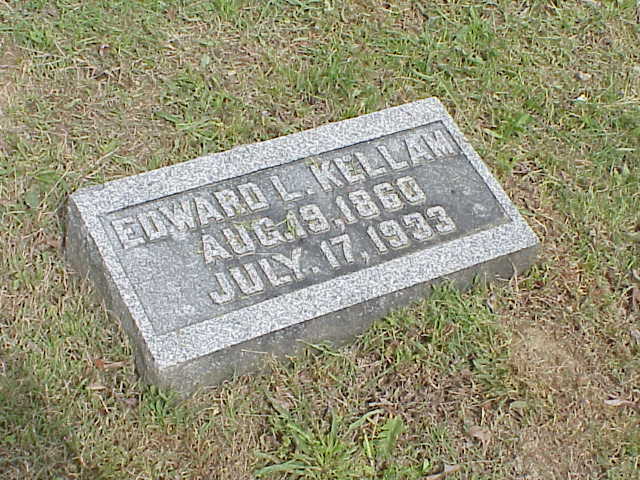 EDWARD L. KELLAM
AUG. 19, 1860
JULY. 17, 1933